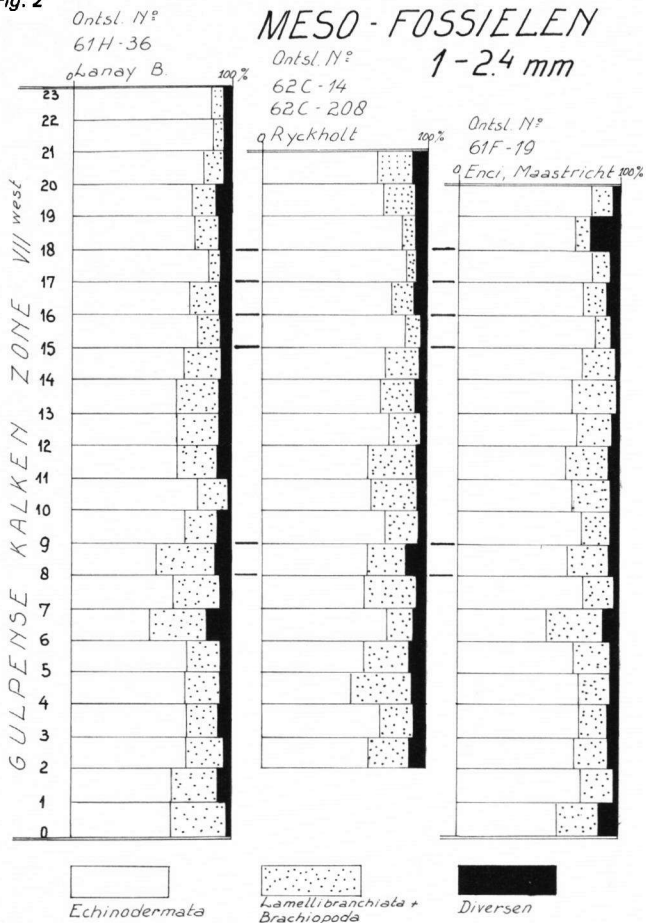 Fig. 2
MESO - FOSSIELEN
1 - 2.4 mm
Ontsl. Nº
61H-36
Lanay B.
0 100%
Ontsl. Nº
62C-14
62C-208
Ryckholt
0 100%
Ontsl. Nº
61F-19
Enci, Maastricht
0 100%
GULPENSE KALKEN ZONE VII west
23
22
21
20
19
18
17
16
15
14
13
12
11
10
9
8
7
6
5
4
3
2
1
0
Echinodermata
Lamellibranchiata +
Brachiopoda
Diversen